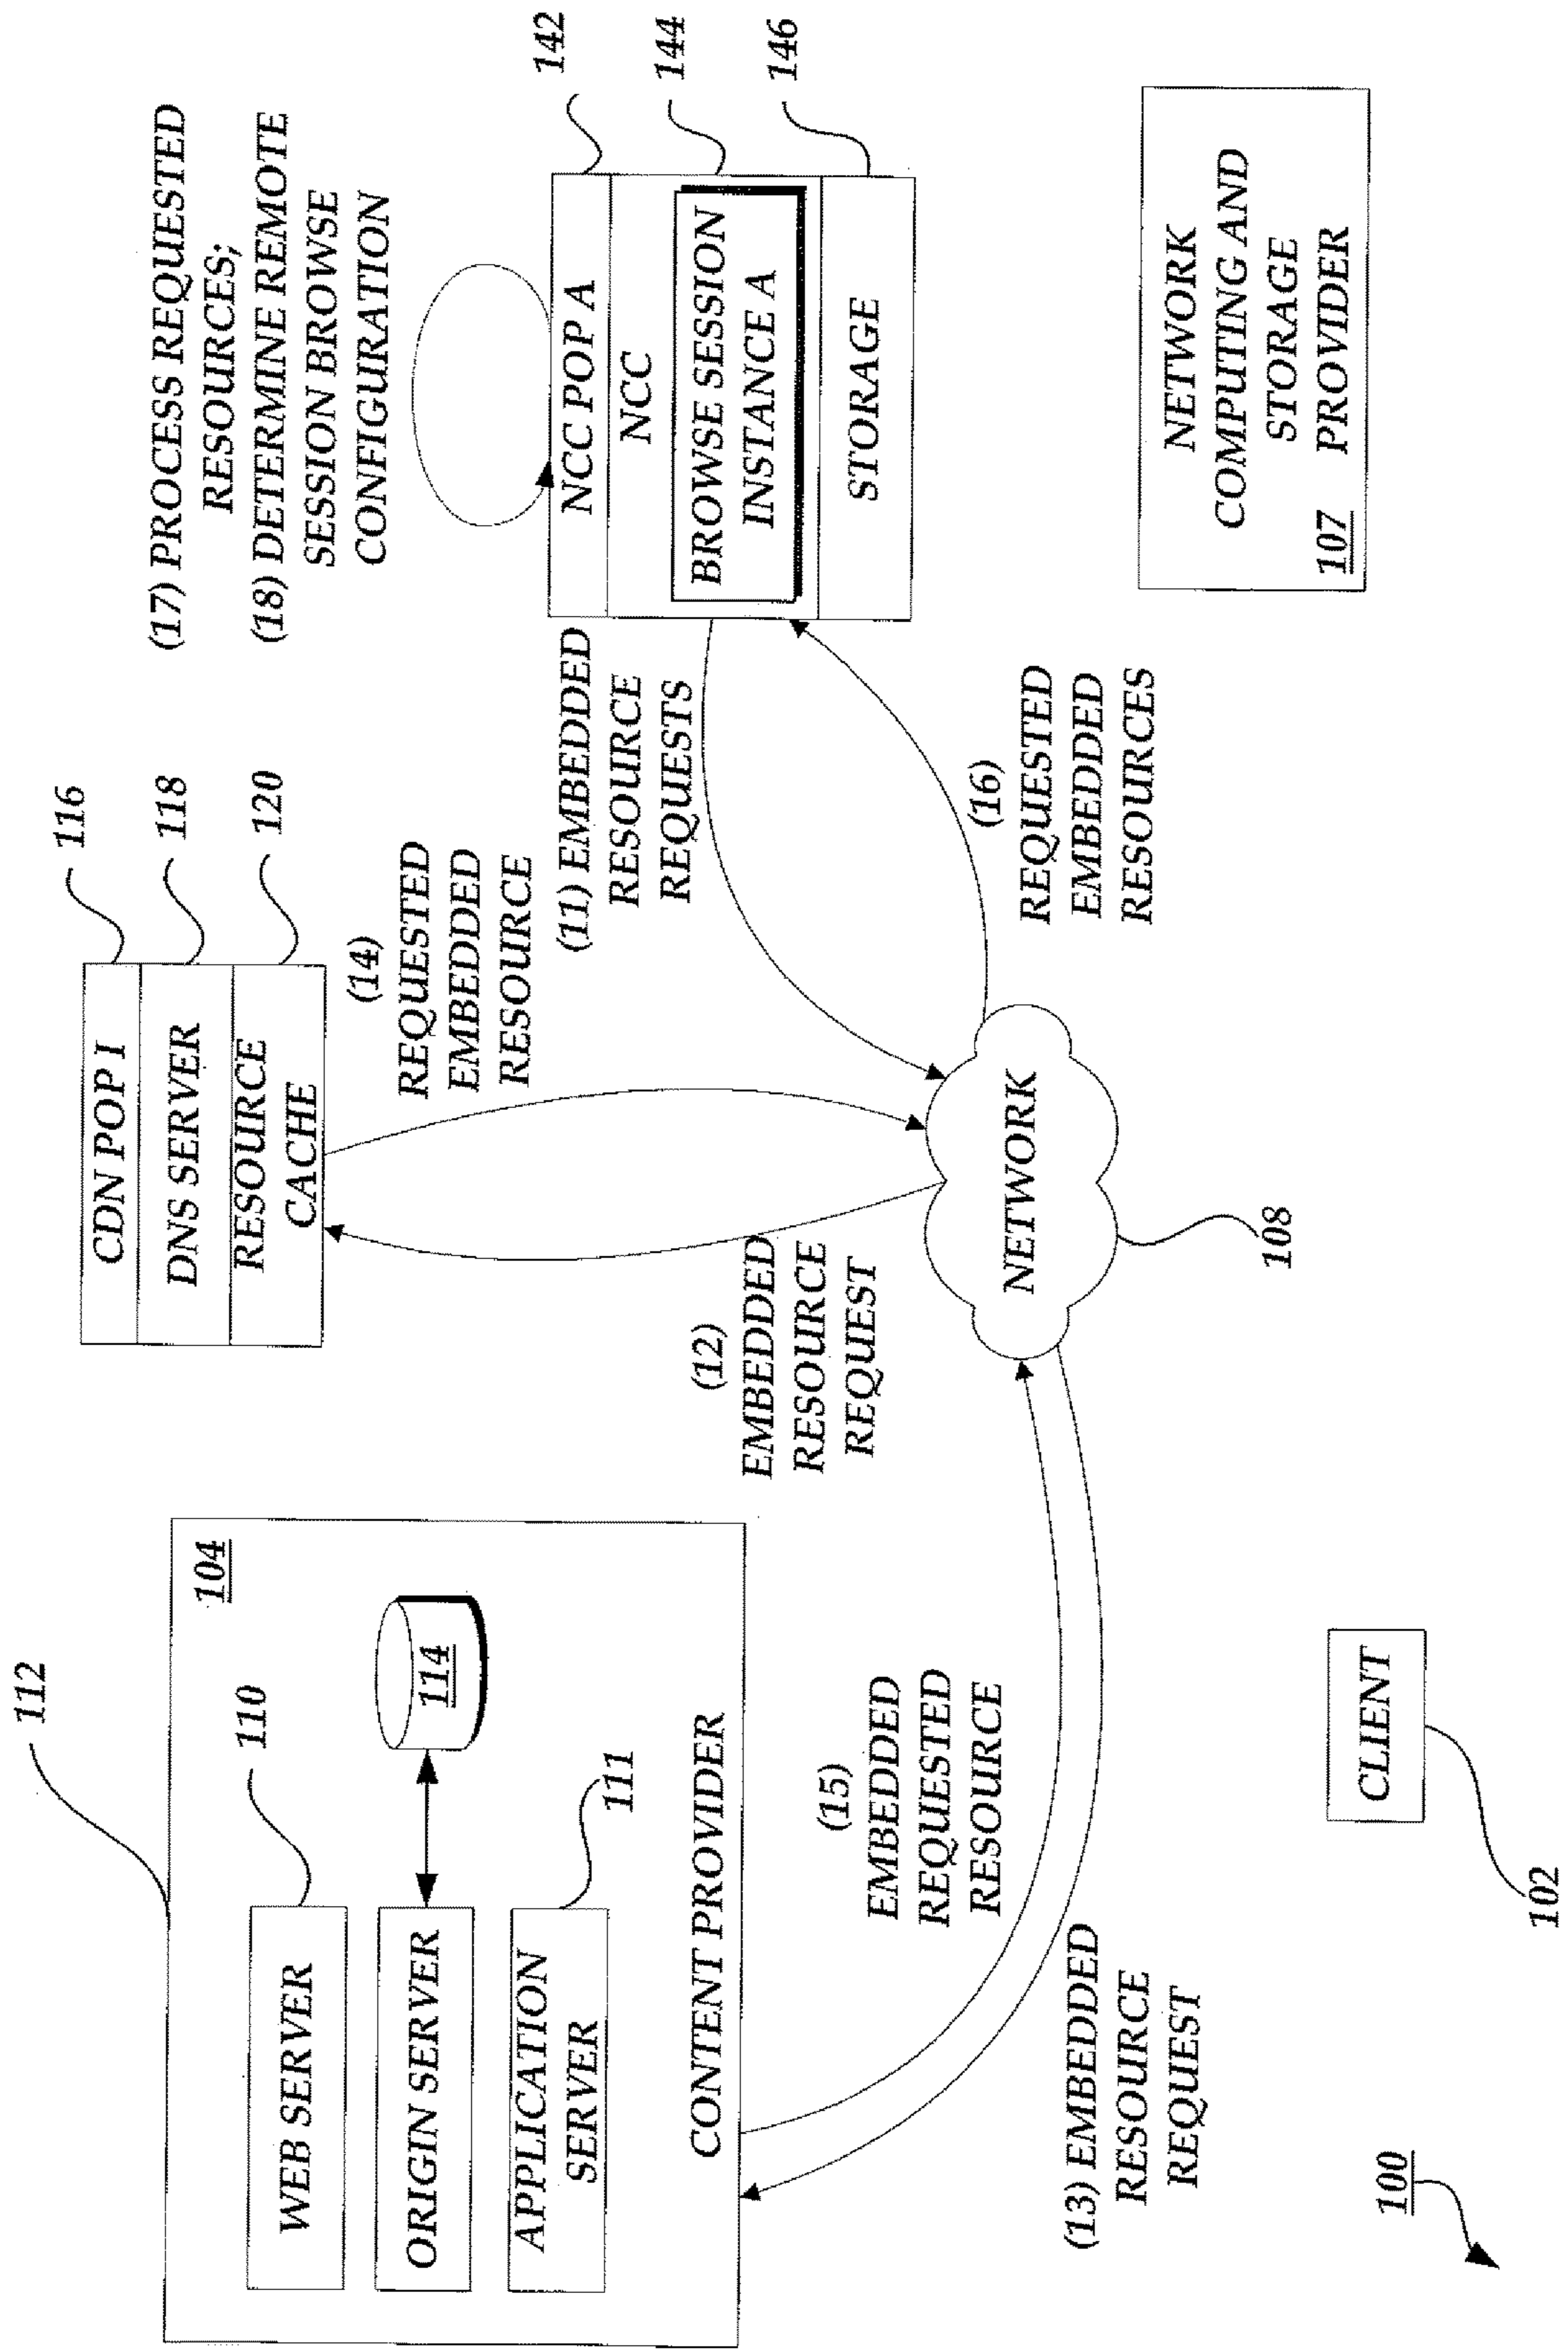 112
104
WEB SERVER
110
114
ORIGIN SERVER
APPLICATION
SERVER
111
CONTENT PROVIDER
116
118
120
CDN POP I
DNS SERVER
RESOURCE
CACHE
(14)
REQUESTED
EMBEDDED
RESOURCE
(12)
EMBEDDED
RESOURCE
REQUEST
(17) PROCESS REQUESTED
RESOURCES;
(18) DETERMINE REMOTE
SESSION BROWSE
CONFIGURATION
142
144
146
NCC POP A
NCC
BROWSE SESSION
INSTANCE A
STORAGE
(11) EMBEDDED
RESOURCE
REQUESTS
(16)
REQUESTED
EMBEDDED
RESOURCES
(15)
EMBEDDED
REQUESTED
RESOURCE
(13) EMBEDDED
RESOURCE
REQUEST
NETWORK
108
NETWORK
COMPUTING AND
STORAGE
107 PROVIDER
CLIENT
102
100